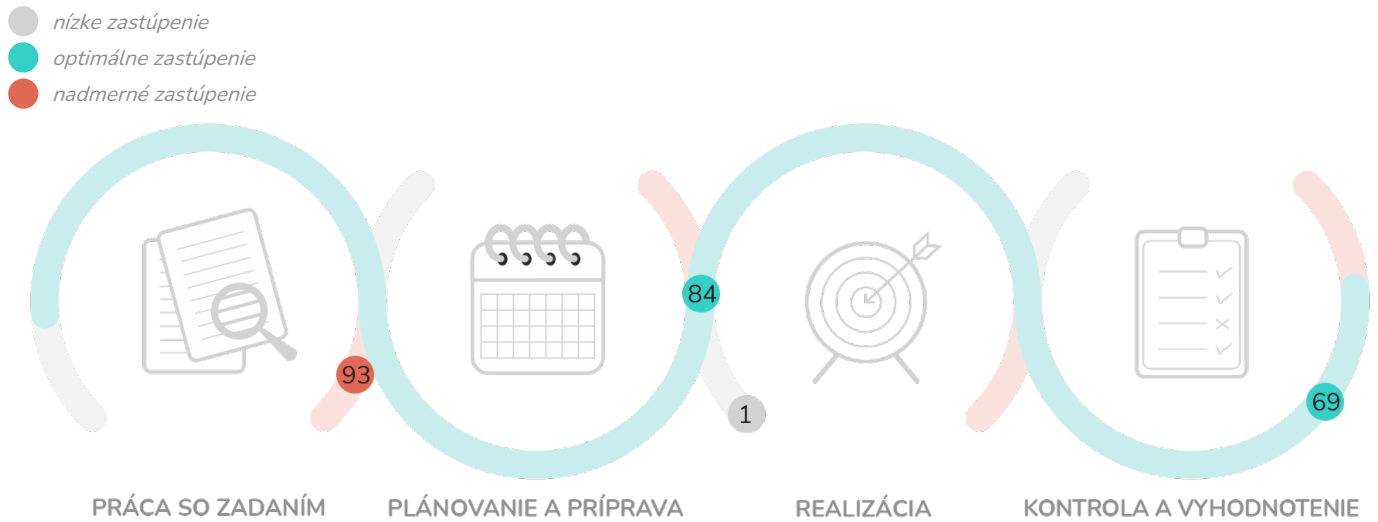 nízke zastúpenie
optimálne zastúpenie
nadmerné zastúpenie
93
84
1
69
PRÁCA SO ZADANÍM
PLÁNOVANIE A PRÍPRAVA
REALIZÁCIA
KONTROLA A VYHODNOTENIE